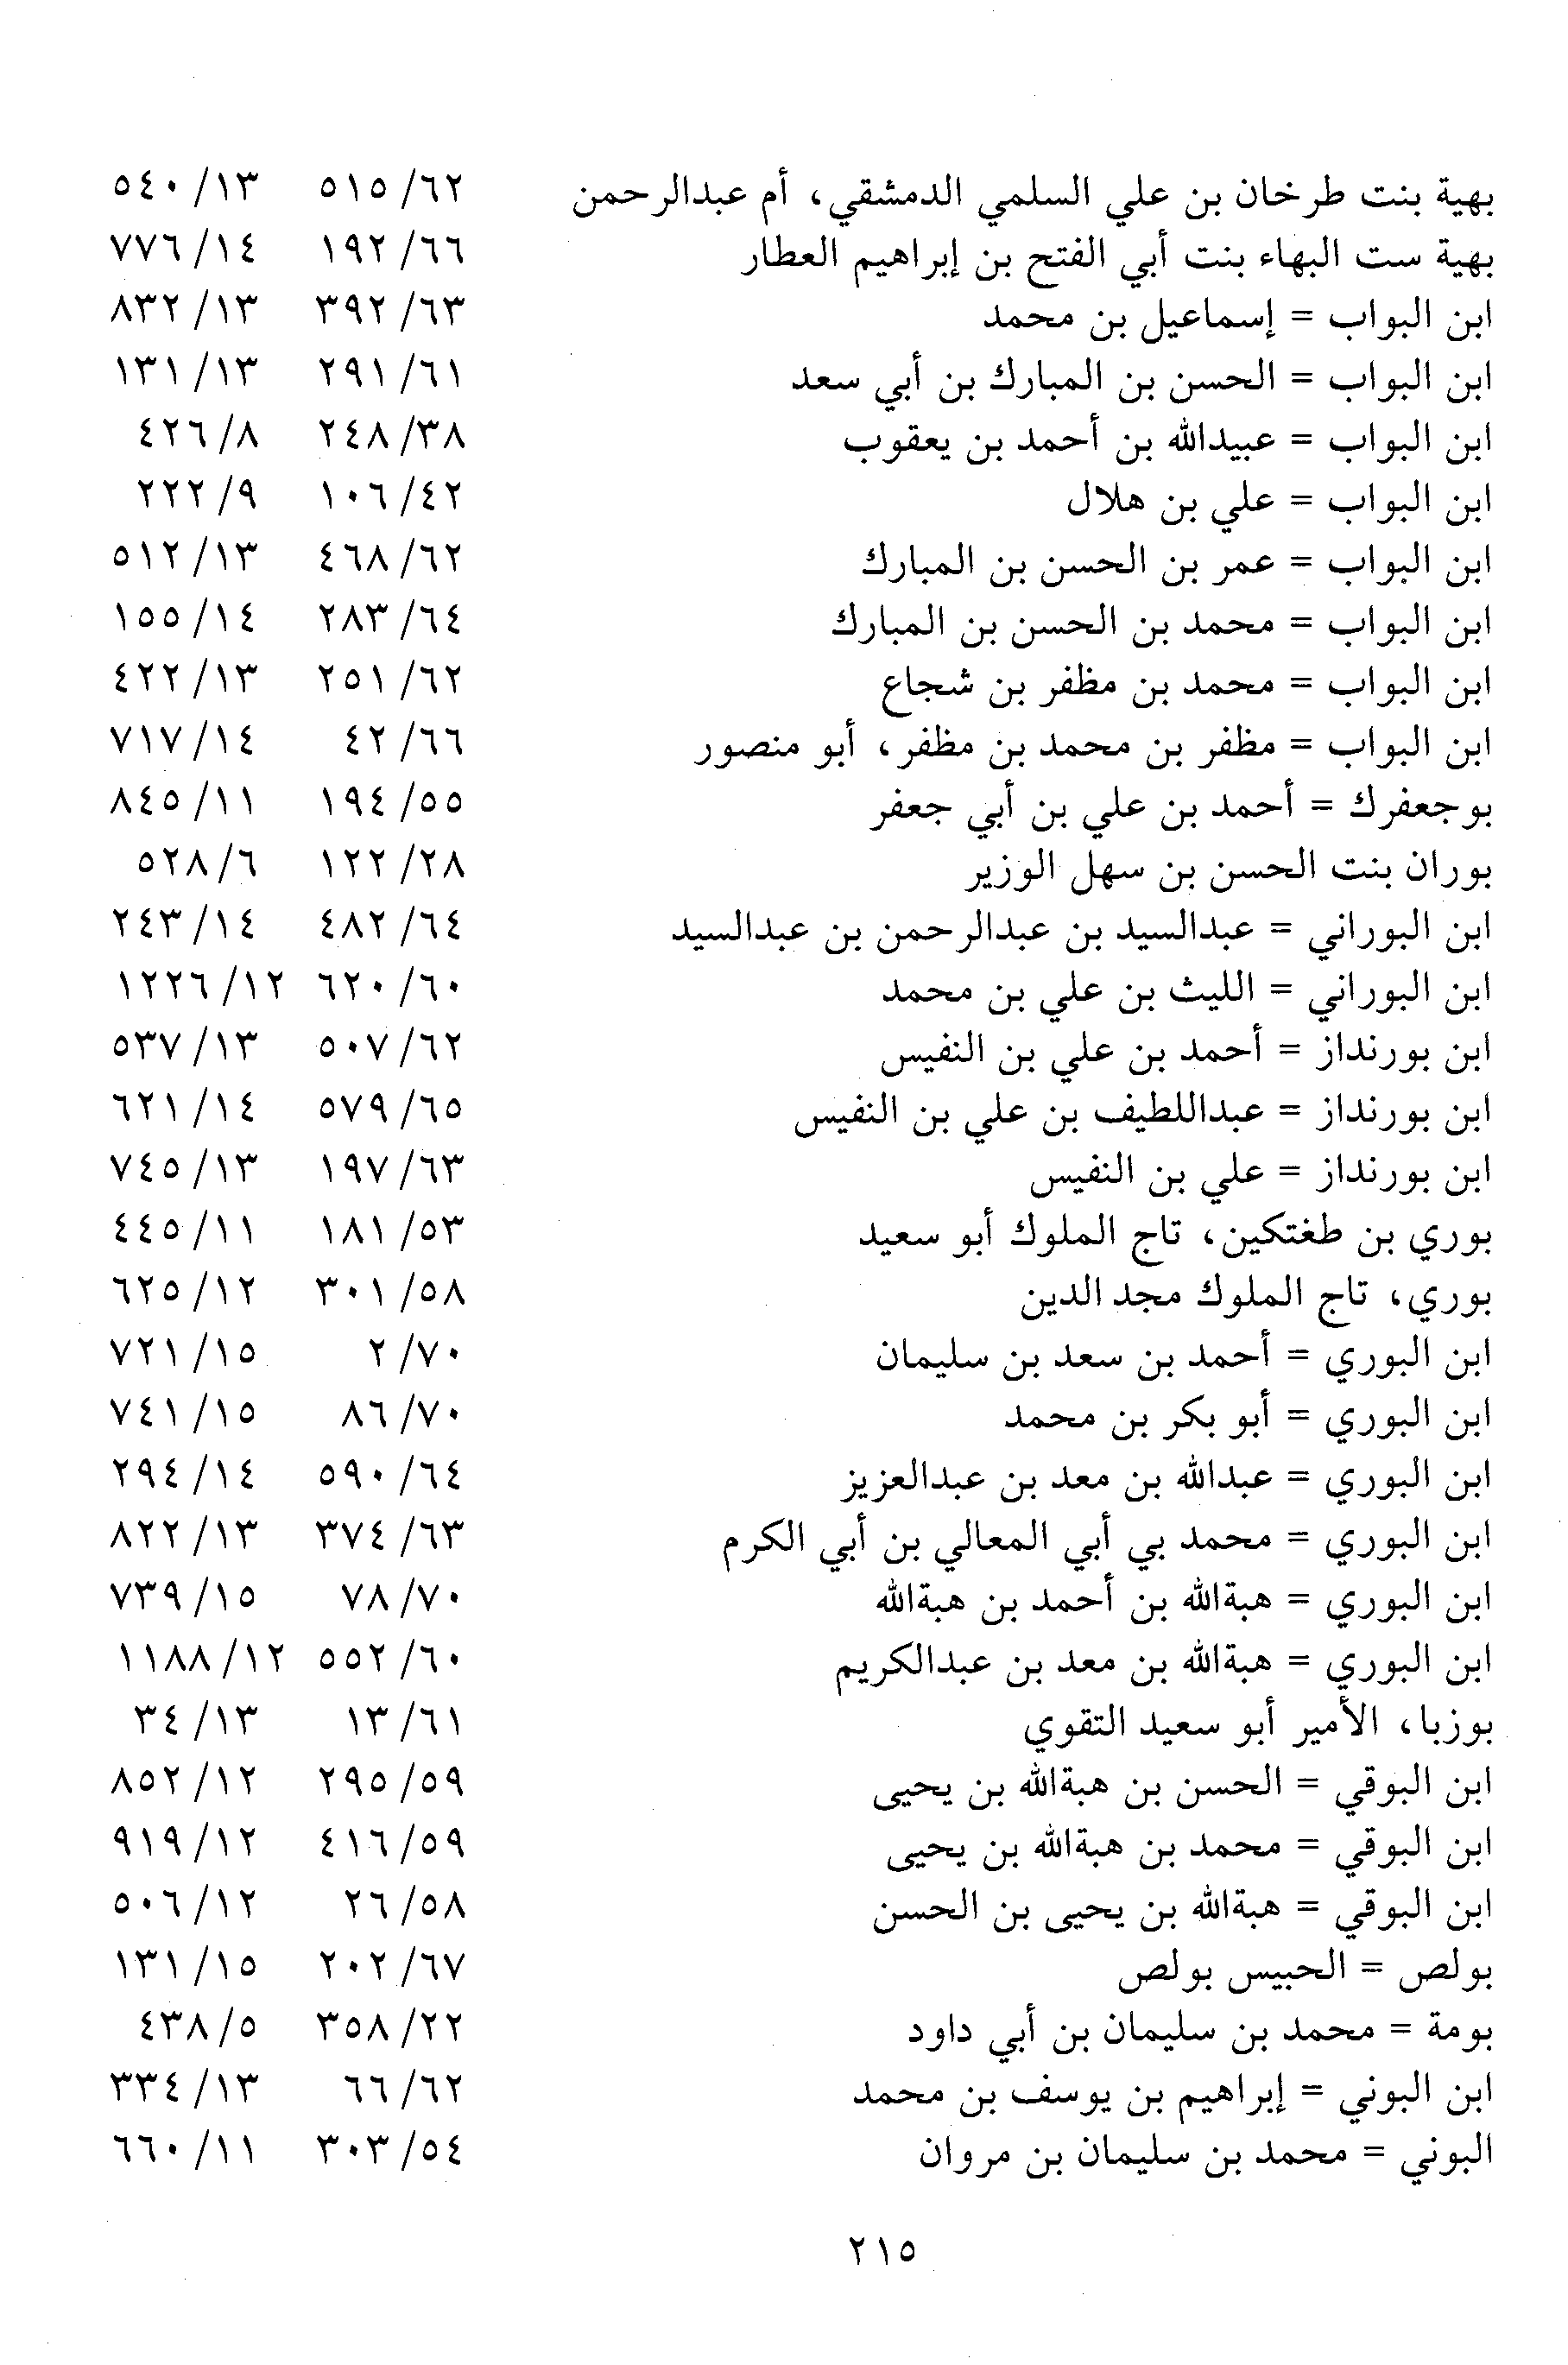 بهية بنت طرخان بن علي السلمي الدمشقي، أم عبدالرحمن ٦٢/ ٥١٥ ١٣/ ٥٤٠
بهية ست البهاء بنت أبي الفتح بن إبراهيم العطار ٦٦/ ١٩٢ ١٤/ ٧٧٦
ابن البواب = إسماعيل بن محمد ٦٣/ ٣٩٢ ١٣/ ٨٣٢
ابن البواب = الحسن بن المبارك بن أبي سعد ٦١/ ٢٩١ ١٣/ ١٣١
ابن البواب = عبيدالله بن أحمد بن يعقوب ٣٨/ ٢٤٨ ٨/ ٤٢٦
ابن البواب = علي بن هلال ٤٢/ ١٠٦ ٩/ ٢٢٢
ابن البواب = عمر بن الحسن بن المبارك ٦٢/ ٤٦٨ ١٣/ ٥١٢
ابن البواب = محمد بن الحسن بن المبارك ٦٤/ ٢٨٣ ١٤/ ١٥٥
ابن البواب = محمد بن مظفر بن شجاع ٦٢/ ٢٥١ ١٣/ ٤٢٢
ابن البواب = مظفر بن محمد بن مظفر، أبو منصور ٦٦/ ٤٢ ١٤/ ٧١٧
بوجعفرك = أحمد بن علي بن أبي جعفر ٥٥/ ١٩٤ ١١/ ٨٤٥
بوران بنت الحسن بن سهل الوزير ٢٨/ ١٢٢ ٦/ ٥٢٨
ابن البوراني = عبدالسيد بن عبدالرحمن بن عبدالسيد ٦٤/ ٤٨٢ ١٤/ ٢٤٣
ابن البوراني = الليث بن علي بن محمد ٦٠/ ٦٢٠ ١٢/ ١٢٢٦
ابن بورنداز = أحمد بن علي بن النفيس ٦٢/ ٥٠٧ ١٣/ ٥٣٧
ابن بورنداز = عبداللطيف بن علي بن النفيس ٦٥/ ٥٧٩ ١٤/ ٦٢١
ابن بورنداز = علي بن النفيس ٦٣/ ١٩٧ ١٣/ ٧٤٥
بوري بن طغتكين، تاج الملوك أبو سعيد ٥٣/ ١٨١ ١١/ ٤٤٥
بوري، تاج الملوك مجد الدين ٥٨/ ٣٠١ ١٢/ ٦٢٥
ابن البوري = أحمد بن سعد بن سليمان ٧٠/ ٢ ١٥/ ٧٢١
ابن البوري = أبو بكر بن محمد ٧٠/ ٨٦ ١٥/ ٧٤١
ابن البوري = عبدالله بن معد بن عبدالعزيز ٦٤/ ٥٩٠ ١٤/ ٢٩٤
ابن البوري = محمد بي أبي المعالي بن أبي الكرم ٦٣/ ٣٧٤ ١٣/ ٨٢٢
ابن البوري = هبةالله بن أحمد بن هبةالله ٧٠/ ٧٨ ١٥/ ٧٣٩
ابن البوري = هبةالله بن معد بن عبدالكريم ٦٠/ ٥٥٢ ١٢/ ١١٨٨
بوزبا، الأمير أبو سعيد التقوي ٦١/ ١٣ ١٣/ ٣٤
ابن البوقي = الحسن بن هبةالله بن يحيى ٥٩/ ٢٩٥ ١٢/ ٨٥٢
ابن البوقي = محمد بن هبةالله بن يحيى ٥٩/ ٤١٦ ١٢/ ٩١٩
ابن البوقي = هبةالله بن يحيى بن الحسن ٥٨/ ٢٦ ١٢/ ٥٠٦
بولص = الحبيس بولص ٦٧/ ٢٠٢ ١٥/ ١٣١
بومة = محمد بن سليمان بن أبي داود ٢٢/ ٣٥٨ ٥/ ٤٣٨
ابن البوني = إبراهيم بن يوسف بن محمد ٦٢/ ٦٦ ١٣/ ٣٣٤
البوني = محمد بن سليمان بن مروان ٥٤/ ٣٠٣ ١١/ ٦٦٠
٢١٥